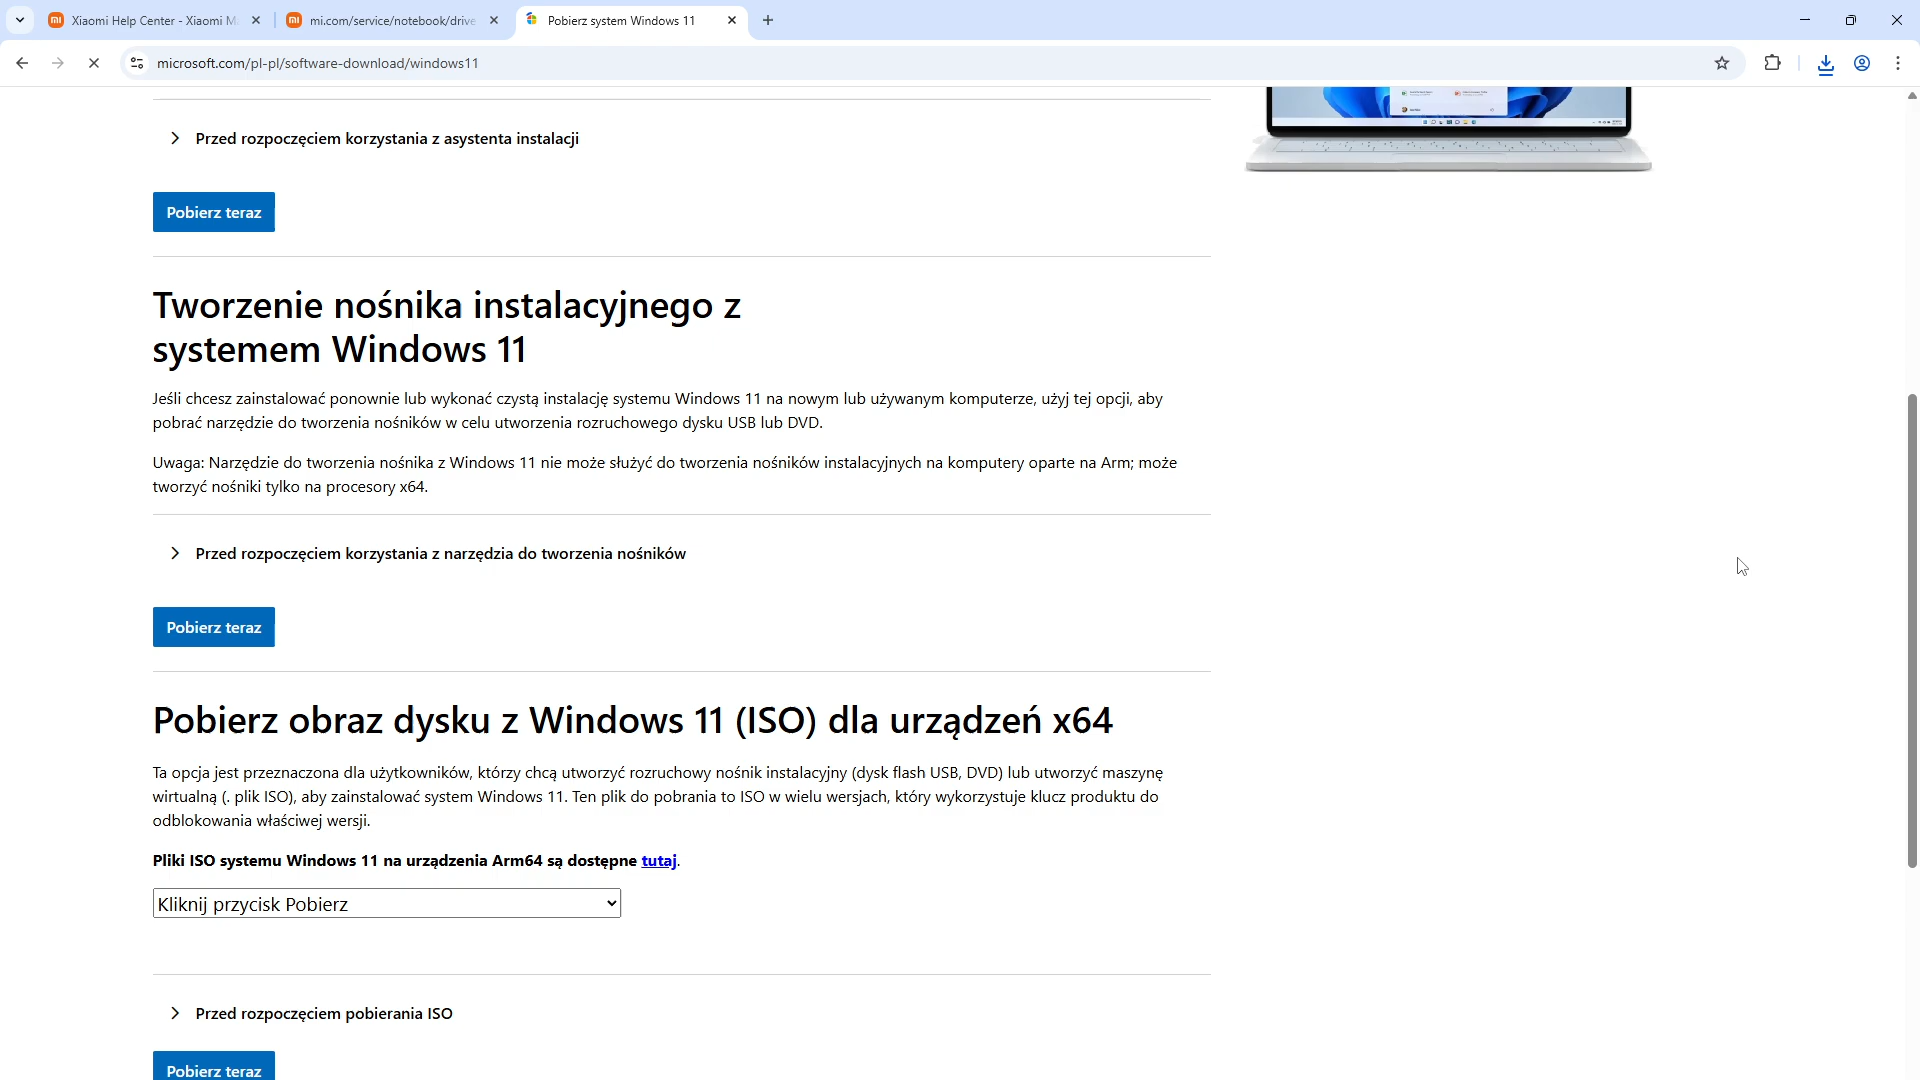 Xiaomi Help Center - Xiaomi M
mi.com/service/notebook/drive
Pobierz system Windows 11
microsoft.com/pl-pl/software-download/windows11
Przed rozpoczęciem korzystania z asystenta instalacji
Pobierz teraz
Tworzenie nośnika instalacyjnego z
systemem Windows 11
Jeśli chcesz zainstalować ponownie lub wykonać czystą instalację systemu Windows 11 na nowym lub używanym komputerze, użyj tej opcji, aby
pobrać narzędzie do tworzenia nośników w celu utworzenia rozruchowego dysku USB lub DVD.
Uwaga: Narzędzie do tworzenia nośnika z Windows 11 nie może służyć do tworzenia nośników instalacyjnych na komputery oparte na Arm; może
tworzyć nośniki tylko na procesory x64.
Przed rozpoczęciem korzystania z narzędzia do tworzenia nośników
Pobierz teraz
Pobierz obraz dysku z Windows 11 (ISO) dla urządzeń x64
Ta opcja jest przeznaczona dla użytkowników, którzy chcą utworzyć rozruchowy nośnik instalacyjny (dysk flash USB, DVD) lub utworzyć maszynę
wirtualną (. plik ISO), aby zainstalować system Windows 11. Ten plik do pobrania to ISO w wielu wersjach, który wykorzystuje klucz produktu do
odblokowania właściwej wersji.
Pliki ISO systemu Windows 11 na urządzenia Arm64 są dostępne tutaj.
Kliknij przycisk Pobierz
Przed rozpoczęciem pobierania ISO
Pobierz teraz